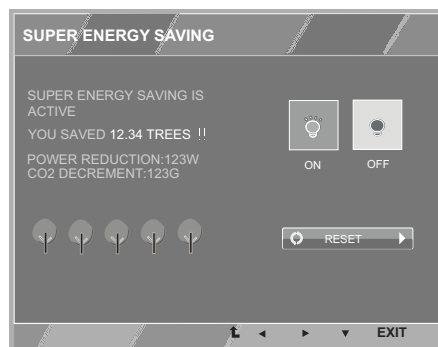 SUPER ENERGY SAVING
SUPER ENERGY SAVING IS
ACTIVE
YOU SAVED 12.34 TREES !!
POWER REDUCTION:123W
CO2 DECREMENT:123G
ON
OFF
RESET
EXIT